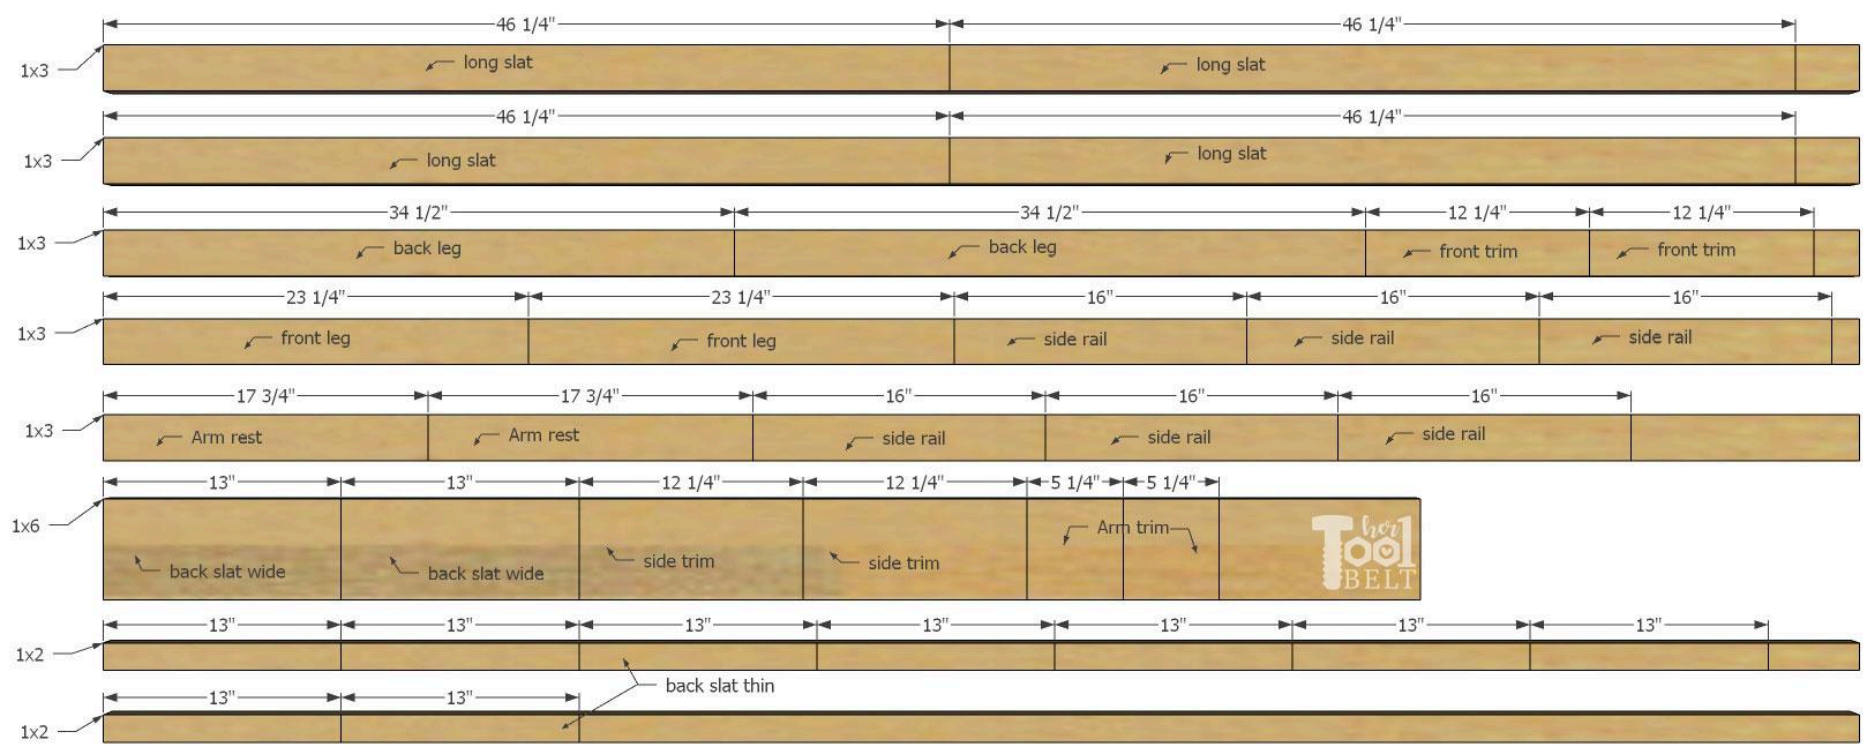 46 1/4" 46 1/4"
1x3 long slat long slat
46 1/4" 46 1/4"
1x3 long slat long slat
34 1/2" 34 1/2" 12 1/4" 12 1/4"
1x3 back leg back leg front trim front trim
23 1/4" 23 1/4" 16" 16" 16"
1x3 front leg front leg side rail side rail side rail
17 3/4" 17 3/4" 16" 16" 16"
1x3 Arm rest Arm rest side rail side rail side rail
13" 13" 12 1/4" 12 1/4" 5 1/4" 5 1/4"
1x6 back slat wide back slat wide side trim side trim Arm trim
her
TOOL
BELT
13" 13" 13" 13" 13" 13" 13"
1x2
back slat thin
13" 13"
1x2